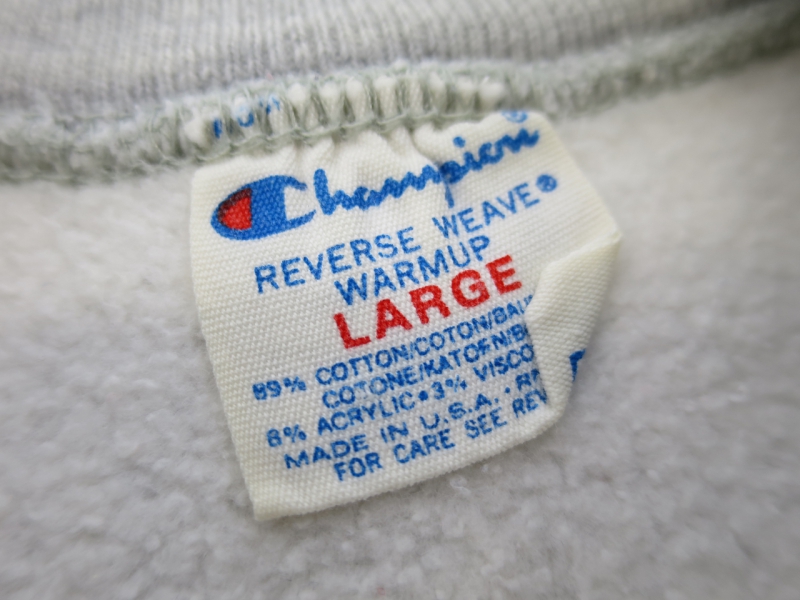 Champion®
REVERSE WEAVE®
WARMUP
LARGE
89% COTTON/COTON/BAU
COTONE/KATOEN/B
8% ACRYLIC • 3% VISCO
MADE IN U.S.A. • R
FOR CARE SEE REV